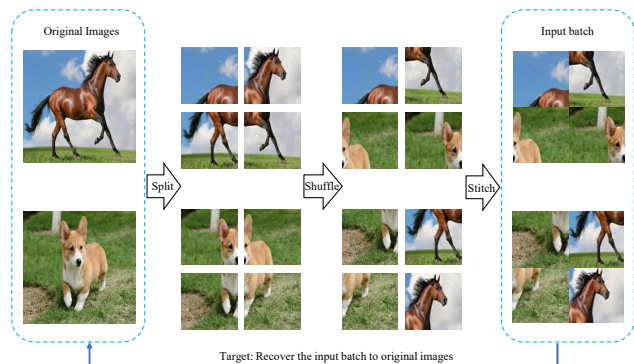 Original Images
Input batch
Split
Shuffle
Stitch
Target: Recover the input batch to original images